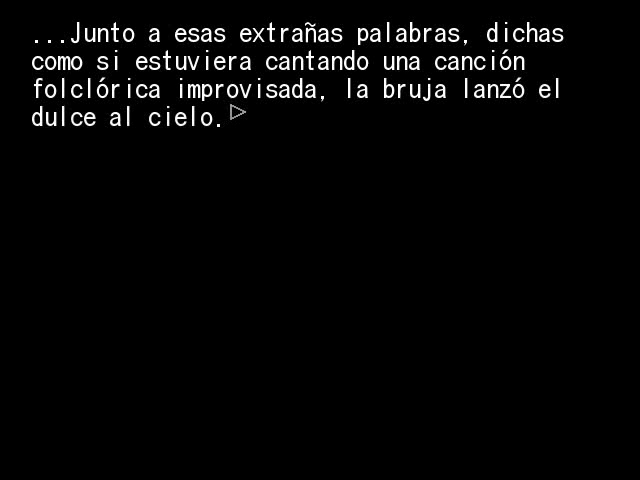 ...Junto a esas extrañas palabras, dichas
como si estuviera cantando una canción
folclórica improvisada, la bruja lanzó el
dulce al cielo.